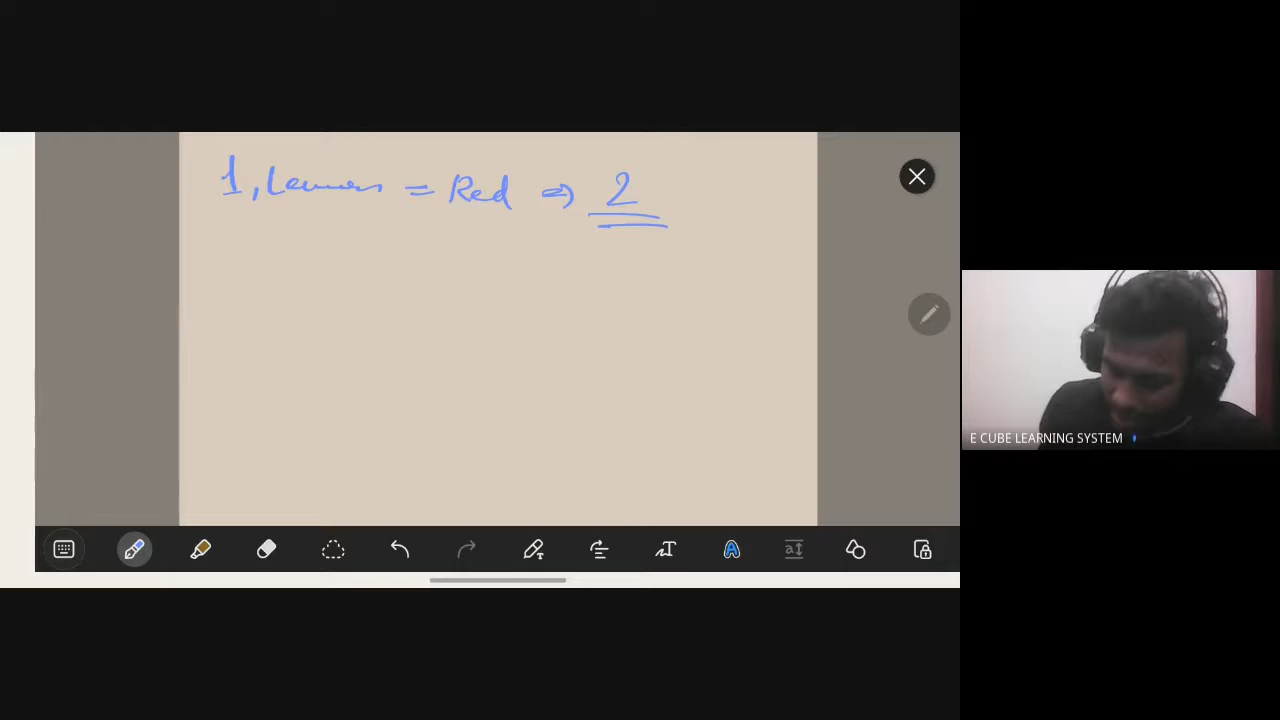 1, Lemon = Red ⇒ 2
E CUBE LEARNING SYSTEM